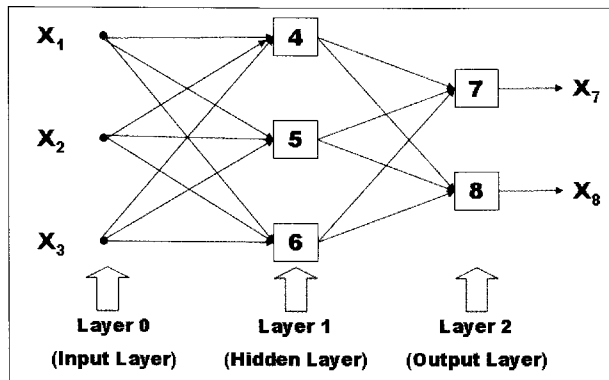 X1 4
7 X7
X2 5
8 X8
X3 6
Layer 0 Layer 1 Layer 2
(Input Layer) (Hidden Layer) (Output Layer)